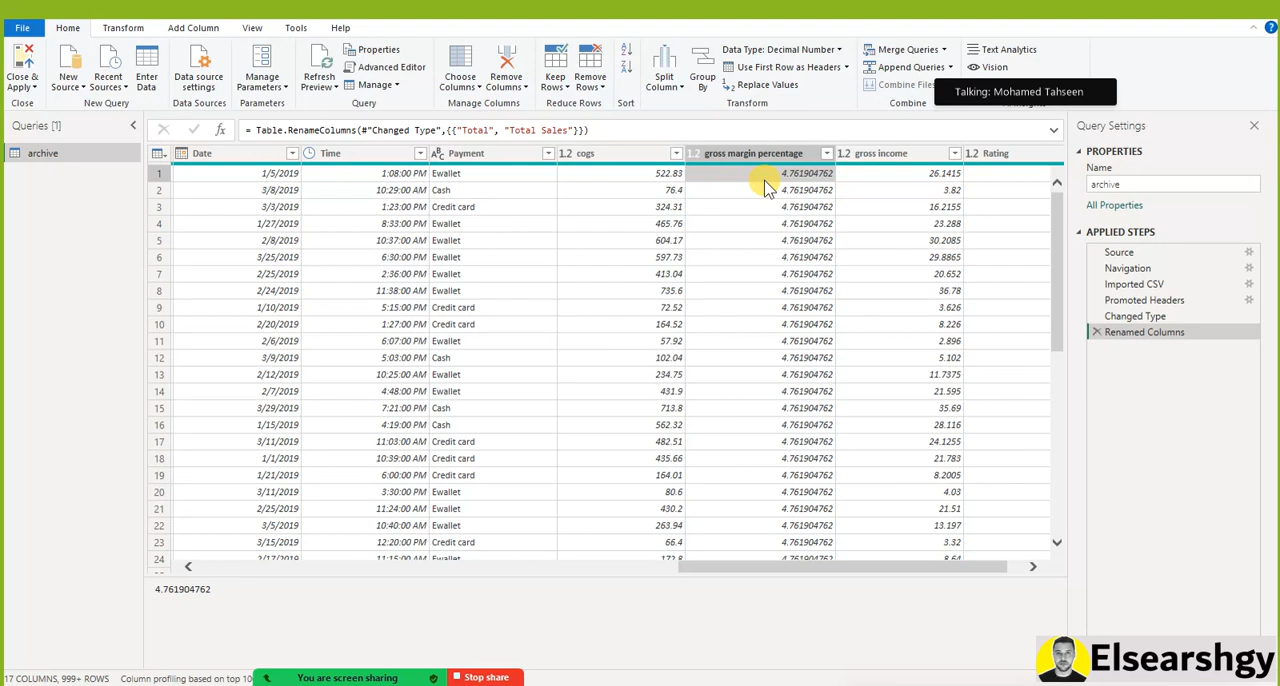 File Home Transform Add Column View Tools Help
Close & Apply New Source Recent Sources Enter Data Data source settings Manage Parameters Refresh Preview Properties Advanced Editor Manage Choose Columns Remove Columns Keep Rows Remove Rows Split Column Group By Data Type: Decimal Number Use First Row as Headers Replace Values Merge Queries Append Queries Combine Files Text Analytics Vision
Close New Query Data Sources Parameters Query Manage Columns Reduce Rows Sort Transform Combine
Talking: Mohamed Tahseen
Queries [1]
archive
= Table.RenameColumns(#"Changed Type",{{"Total", "Total Sales"}})
Date Time Payment 1.2 cogs 1.2 gross margin percentage 1.2 gross income 1.2 Rating
1 1/5/2019 1:08:00 PM Ewallet 522.83 4.761904762 26.1415
2 3/8/2019 10:29:00 AM Cash 76.4 4.761904762 3.82
3 3/3/2019 1:23:00 PM Credit card 324.31 4.761904762 16.2155
4 1/27/2019 8:33:00 PM Ewallet 465.76 4.761904762 23.288
5 2/8/2019 10:37:00 AM Ewallet 604.17 4.761904762 30.2085
6 3/25/2019 6:30:00 PM Ewallet 597.73 4.761904762 29.8865
7 2/25/2019 2:36:00 PM Ewallet 413.04 4.761904762 20.652
8 2/24/2019 11:38:00 AM Ewallet 735.6 4.761904762 36.78
9 1/10/2019 5:15:00 PM Credit card 72.52 4.761904762 3.626
10 2/20/2019 1:27:00 PM Credit card 164.52 4.761904762 8.226
11 2/6/2019 6:07:00 PM Ewallet 57.92 4.761904762 2.896
12 3/9/2019 5:03:00 PM Cash 102.04 4.761904762 5.102
13 2/12/2019 10:25:00 AM Ewallet 234.75 4.761904762 11.7375
14 2/7/2019 4:48:00 PM Ewallet 431.9 4.761904762 21.595
15 3/29/2019 7:21:00 PM Cash 713.8 4.761904762 35.69
16 1/15/2019 4:19:00 PM Cash 562.32 4.761904762 28.116
17 3/11/2019 11:03:00 AM Credit card 482.51 4.761904762 24.1255
18 1/1/2019 10:39:00 AM Credit card 435.66 4.761904762 21.783
19 1/21/2019 6:00:00 PM Credit card 164.01 4.761904762 8.2005
20 3/11/2019 3:30:00 PM Ewallet 80.6 4.761904762 4.03
21 2/25/2019 11:24:00 AM Ewallet 430.2 4.761904762 21.51
22 3/5/2019 10:40:00 AM Ewallet 263.94 4.761904762 13.197
23 3/15/2019 12:20:00 PM Credit card 66.4 4.761904762 3.32
24 2/17/2019 11:15:00 AM Ewallet 172.8 4.761904762 8.64
4.761904762
Query Settings
PROPERTIES
Name
archive
All Properties
APPLIED STEPS
Source
Navigation
Imported CSV
Promoted Headers
Changed Type
Renamed Columns
17 COLUMNS, 999+ ROWS Column profiling based on top
You are screen sharing Stop share
Elsearshgy